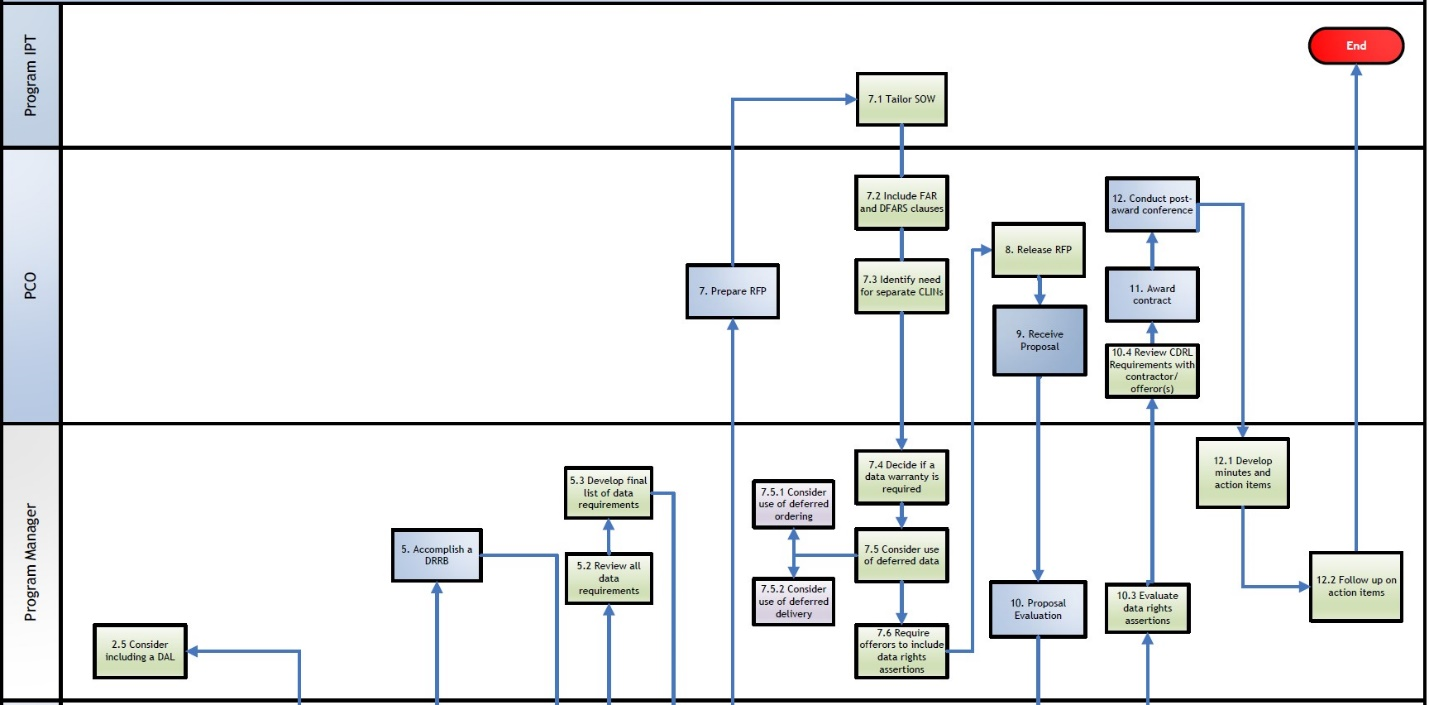 Program IPT
End
7.1 Tailor SOW
PCO
7.2 Include FAR
and DFARS clauses
12. Conduct post-
award conference
8. Release RFP
7. Prepare RFP
7.3 Identify need
for separate CLINs
11. Award
contract
9. Receive
Proposal
10.4 Review CDRL
Requirements with
contractor/
offeror(s)
Program Manager
5.3 Develop final
list of data
requirements
7.5.1 Consider
use of deferred
ordering
7.4 Decide if a
data warranty is
required
12.1 Develop
minutes and
action items
5. Accomplish a
DRRB
5.2 Review all
data
requirements
7.5 Consider use
of deferred data
7.5.2 Consider
use of deferred
delivery
10. Proposal
Evaluation
10.3 Evaluate
data rights
assertions
12.2 Follow up on
action items
2.5 Consider
including a DAL
7.6 Require
offerors to include
data rights
assertions